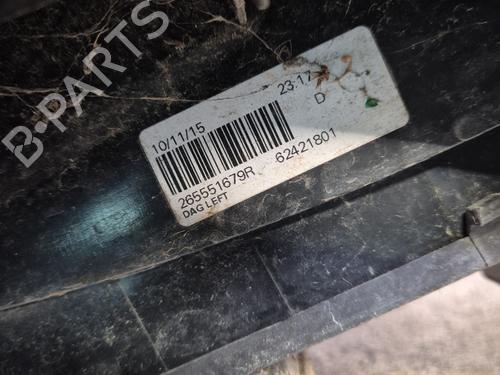 B-PARTS
10/11/15 23:17
D
265551679R 62421801
DAG LEFT